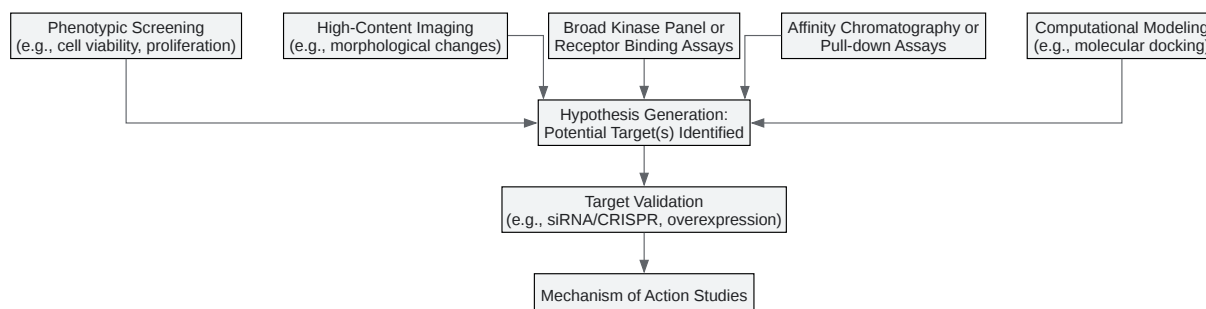 Phenotypic Screening
(e.g., cell viability, proliferation)
High-Content Imaging
(e.g., morphological changes)
Broad Kinase Panel or
Receptor Binding Assays
Affinity Chromatography or
Pull-down Assays
Computational Modeling
(e.g., molecular docking)
Hypothesis Generation:
Potential Target(s) Identified
Target Validation
(e.g., siRNA/CRISPR, overexpression)
Mechanism of Action Studies